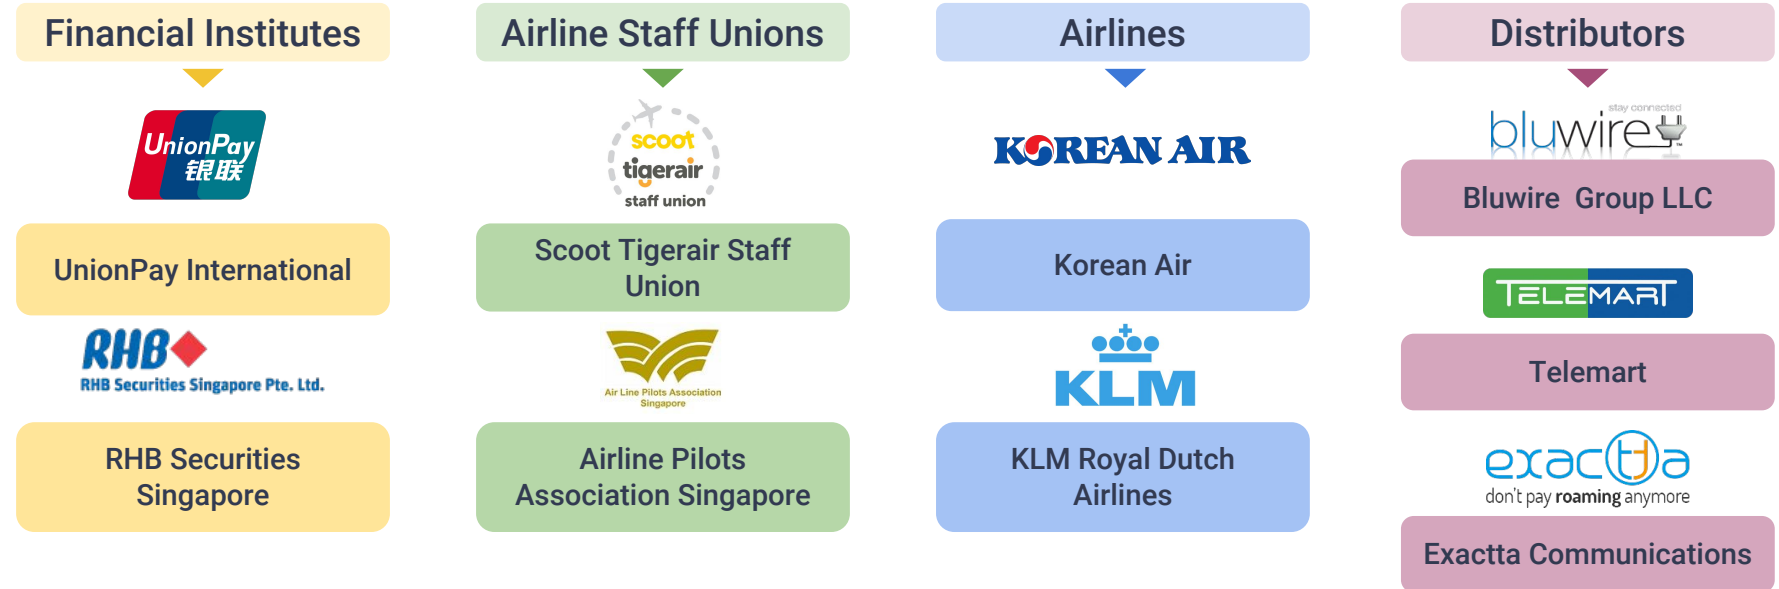 Financial Institutes
UnionPay
银联
UnionPay International
RHB
RHB Securities Singapore Pte. Ltd.
RHB Securities
Singapore
Airline Staff Unions
scoot
tigerair
staff union
Scoot Tigerair Staff
Union
Air Line Pilots Association
Singapore
Airline Pilots
Association Singapore
Airlines
KOREAN AIR
Korean Air
KLM
KLM Royal Dutch
Airlines
Distributors
stay connected
bluwire
™
Bluwire Group LLC
TELEMART
Telemart
exactta
don't pay roaming anymore
Exactta Communications